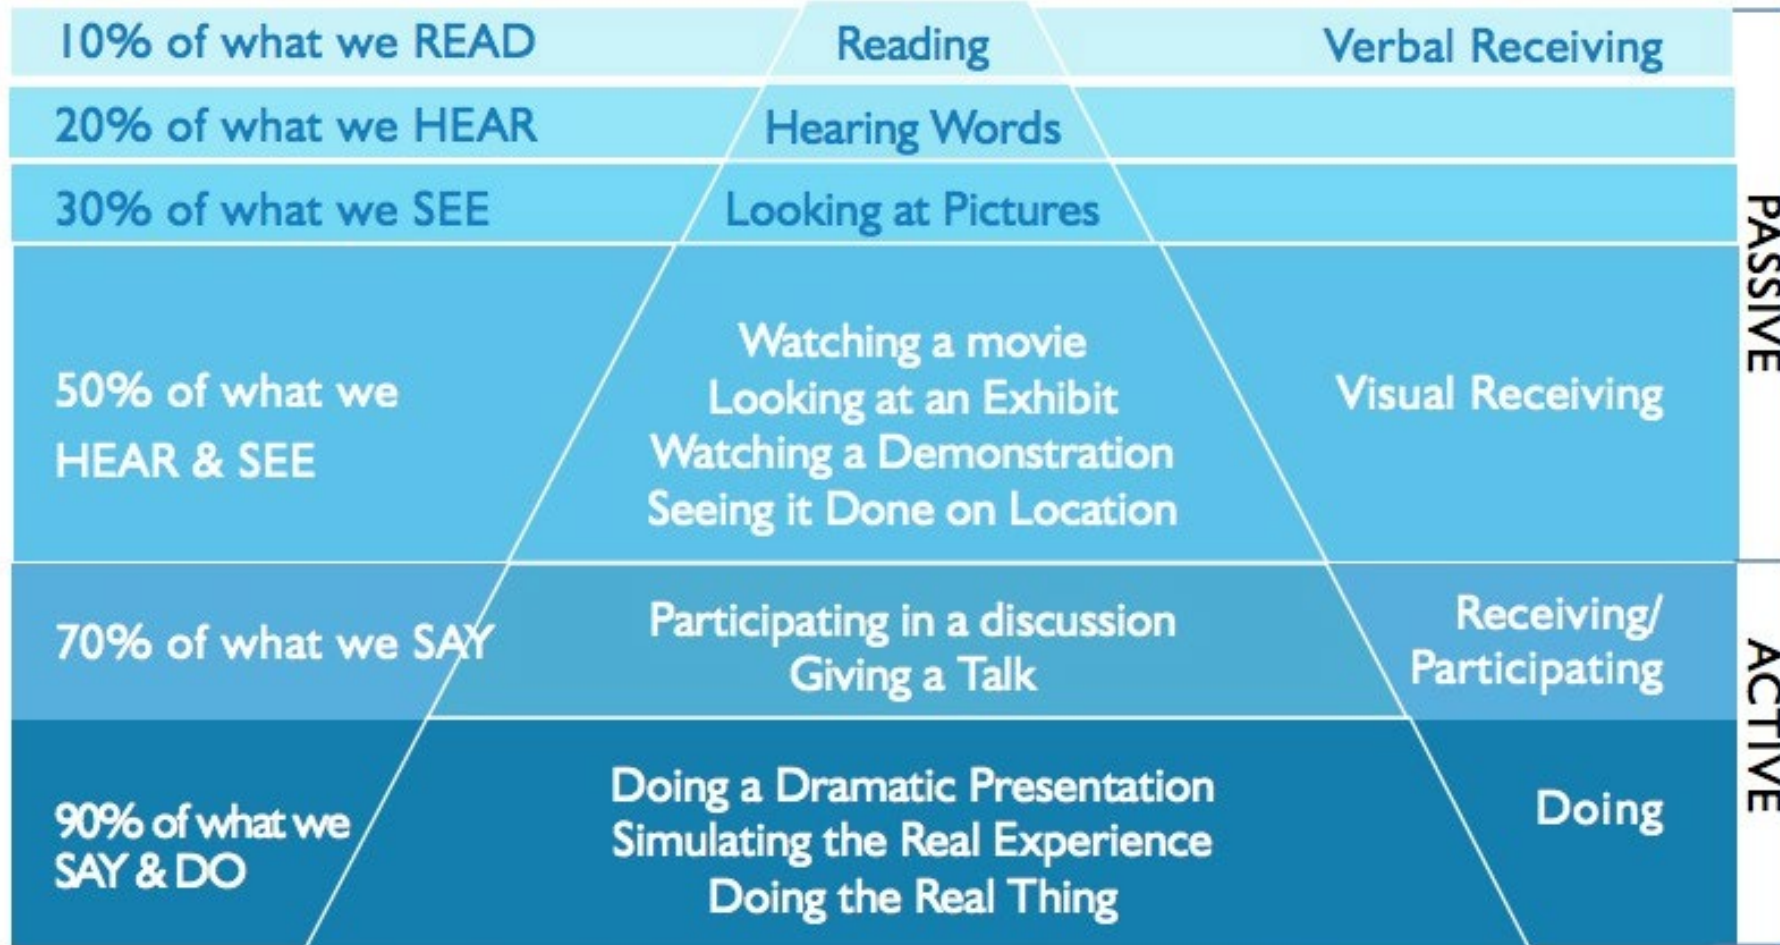 10% of what we READ
Reading
Verbal Receiving
20% of what we HEAR
Hearing Words
30% of what we SEE
Looking at Pictures
50% of what we
HEAR & SEE
Watching a movie
Looking at an Exhibit
Watching a Demonstration
Seeing it Done on Location
Visual Receiving
PASSIVE
70% of what we SAY
Participating in a discussion
Giving a Talk
Receiving/
Participating
90% of what we
SAY & DO
Doing a Dramatic Presentation
Simulating the Real Experience
Doing the Real Thing
Doing
ACTIVE